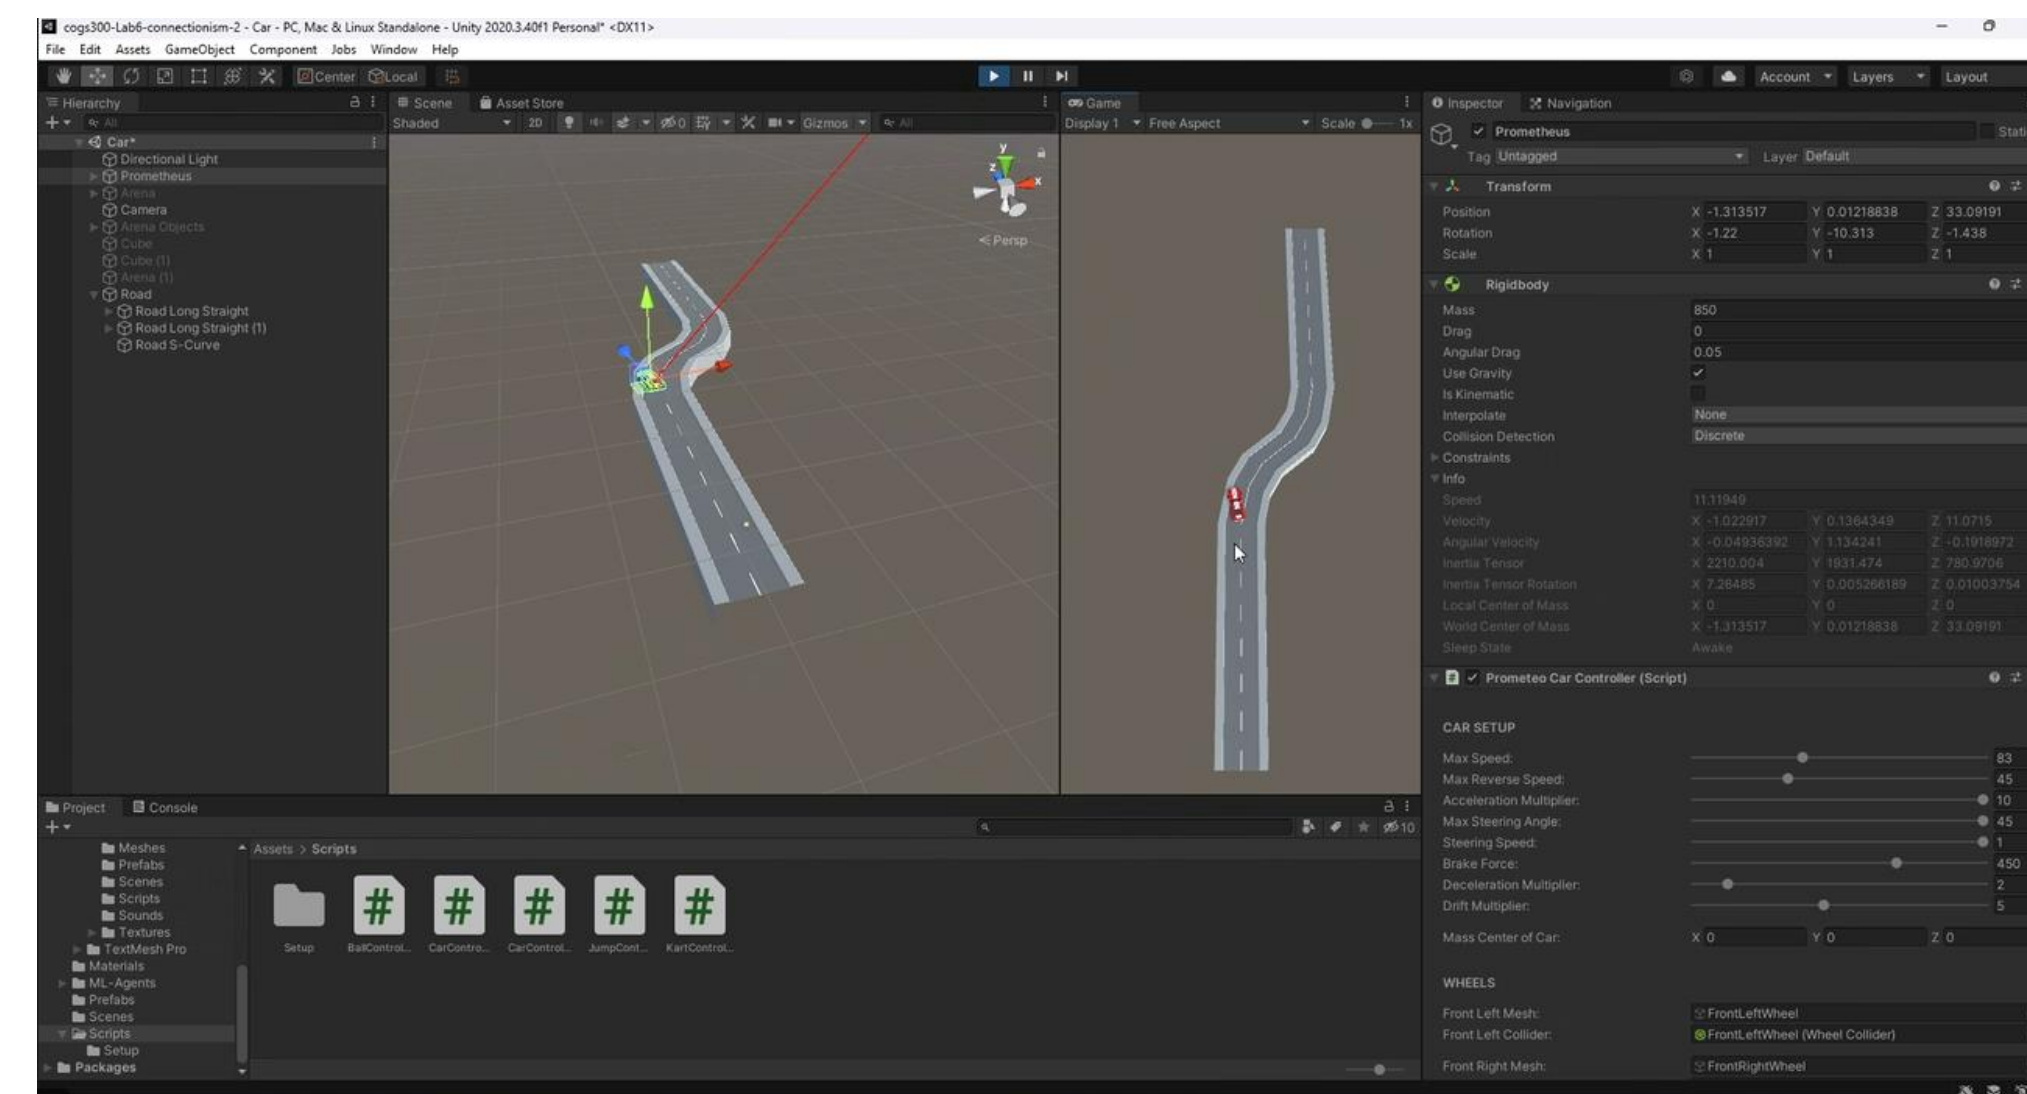 cogs300-Lab6-connectionism-2 - Car - PC, Mac & Linux Standalone - Unity 2020.3.40f1 Personal* <DX11>
File Edit Assets GameObject Component Jobs Window Help
Center Local
Account Layers Layout
Hierarchy
All
Car*
Directional Light
Prometheus
Arena
Camera
Arena Objects
Cube
Cube (1)
Arena (1)
Road
Road Long Straight
Road Long Straight (1)
Road S-Curve
Scene Asset Store
Shaded 2D 0 Gizmos All
y
z x
Persp
Game
Display 1 Free Aspect Scale 1x
Inspector Navigation
Prometheus Stati
Tag Untagged Layer Default
Transform
Position X -1.313517 Y 0.01218838 Z 33.09191
Rotation X -1.22 Y -10.313 Z -1.438
Scale X 1 Y 1 Z 1
Rigidbody
Mass 850
Drag 0
Angular Drag 0.05
Use Gravity
Is Kinematic
Interpolate None
Collision Detection Discrete
Constraints
Info
Speed 11.11949
Velocity X -1.022917 Y 0.1364349 Z 11.0715
Angular Velocity X -0.04936392 Y 1.134241 Z -0.1918972
Inertia Tensor X 2210.004 Y 1931.474 Z 780.9706
Inertia Tensor Rotation X 7.26485 Y 0.005266189 Z 0.01003754
Local Center of Mass X 0 Y 0 Z 0
World Center of Mass X -1.313517 Y 0.01218838 Z 33.09191
Sleep State Awake
Prometeo Car Controller (Script)
CAR SETUP
Max Speed: 83
Max Reverse Speed: 45
Acceleration Multiplier: 10
Max Steering Angle: 45
Steering Speed: 1
Brake Force: 450
Deceleration Multiplier: 2
Drift Multiplier: 5
Mass Center of Car: X 0 Y 0 Z 0
WHEELS
Front Left Mesh: FrontLeftWheel
Front Left Collider: FrontLeftWheel (Wheel Collider)
Front Right Mesh: FrontRightWheel
Project Console
10
Meshes
Prefabs
Scenes
Scripts
Sounds
Textures
TextMesh Pro
Materials
ML-Agents
Prefabs
Scenes
Scripts
Setup
Packages
Assets > Scripts
Setup BallControl... CarContro... CarControl... JumpCont... KartControl...